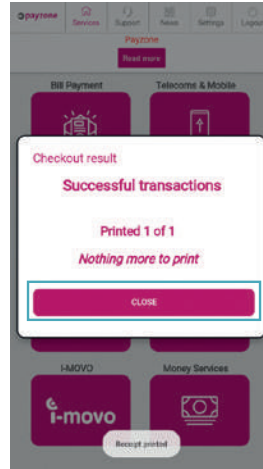 payzone
Services Support News Settings Logout
Payzone
Read more
Bill Payment Telecoms & Mobile
Checkout result
Successful transactions
Printed 1 of 1
Nothing more to print
CLOSE
I-MOVO Money Services
i-movo
Receipt printed